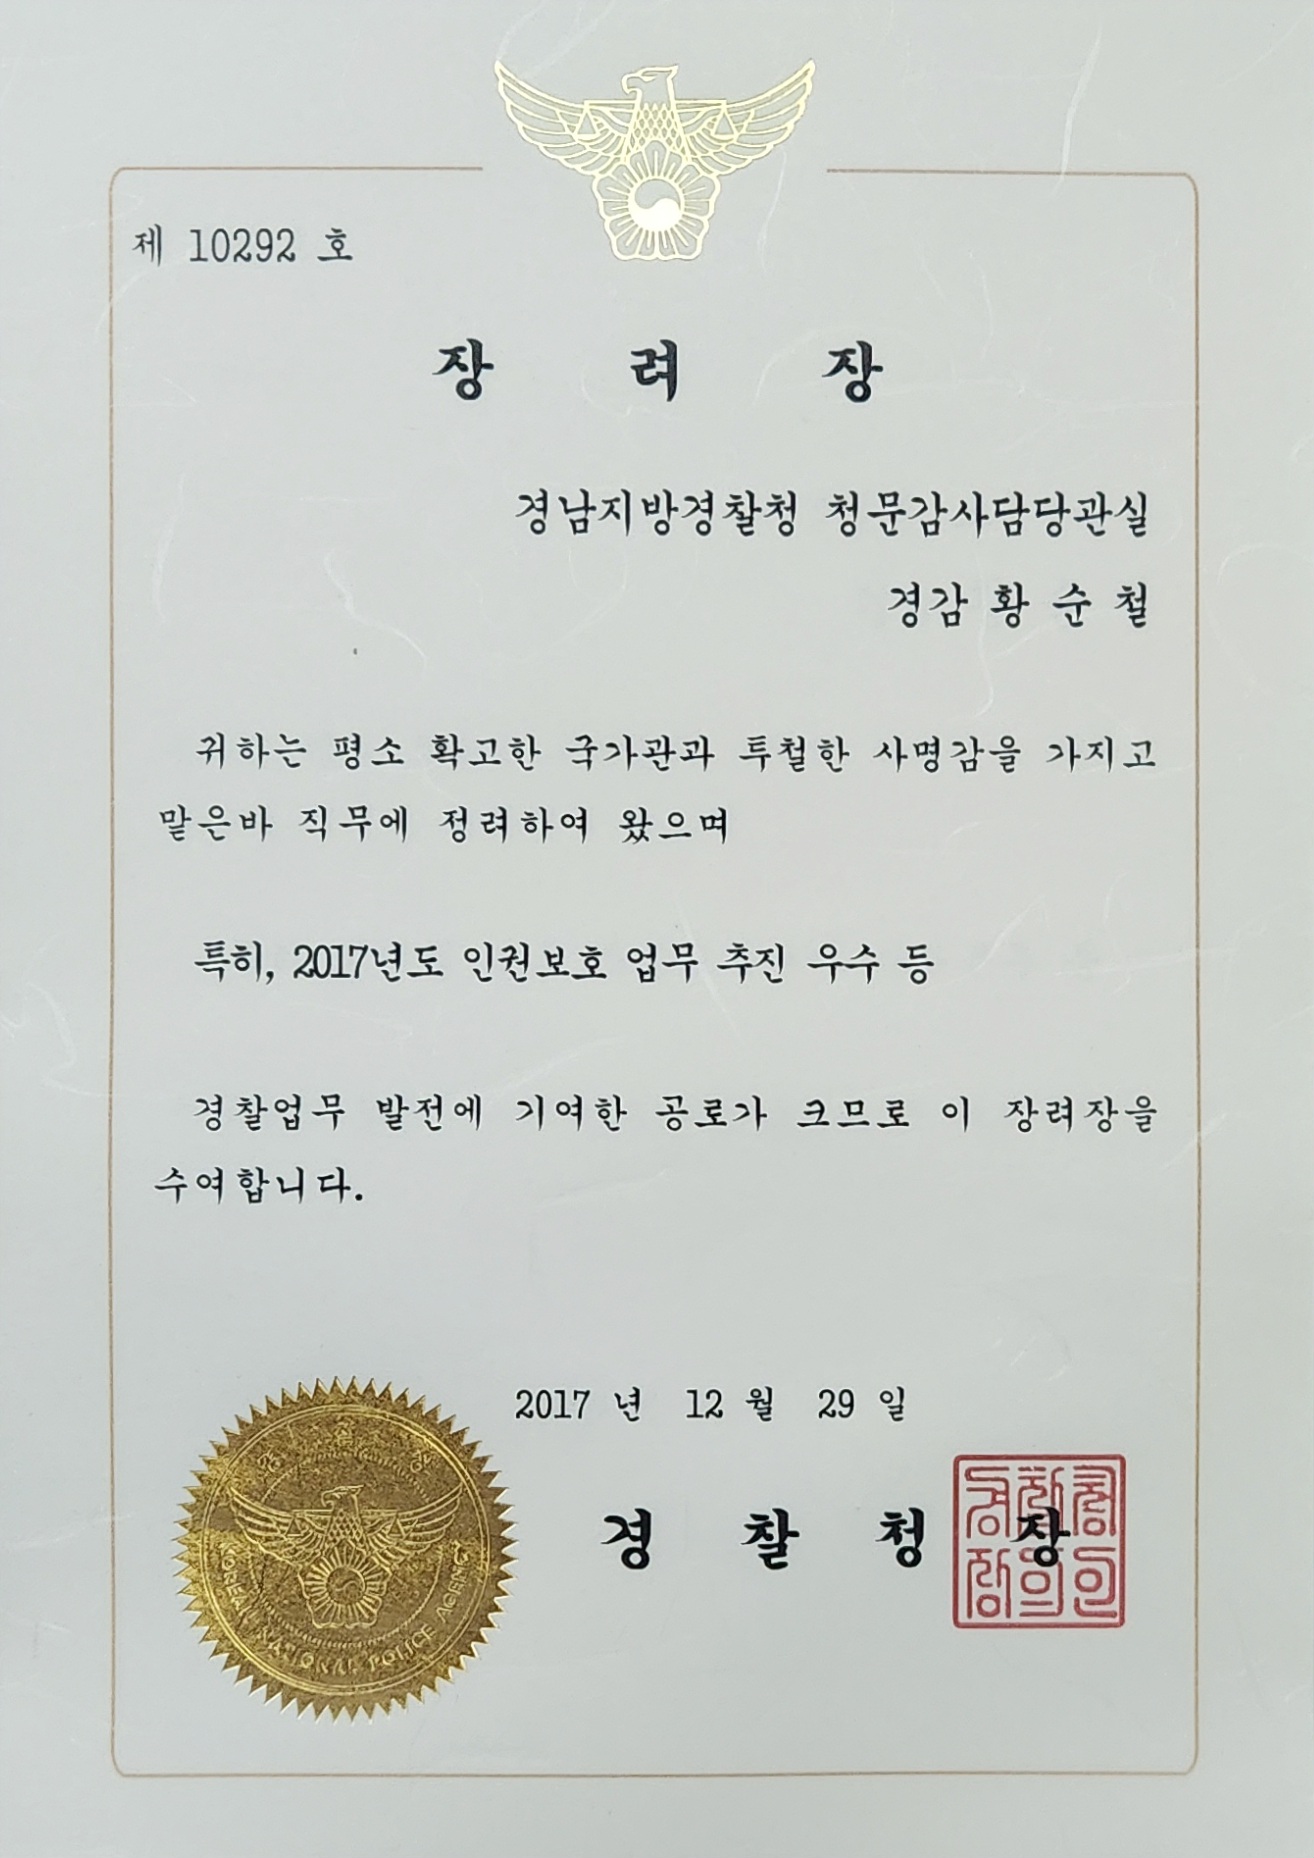 제 10292 호
장 려 장
경남지방경찰청 청문감사담당관실
경감 황 순 철
귀하는 평소 확고한 국가관과 투철한 사명감을 가지고
맡은바 직무에 정려하여 왔으며
특히, 2017년도 인권보호 업무 추진 우수 등
경찰업무 발전에 기여한 공로가 크므로 이 장려장을
수여합니다.
2017 년 12 월 29 일
경 찰 청 장
경찰청
NATIONAL POLICE AGENCY